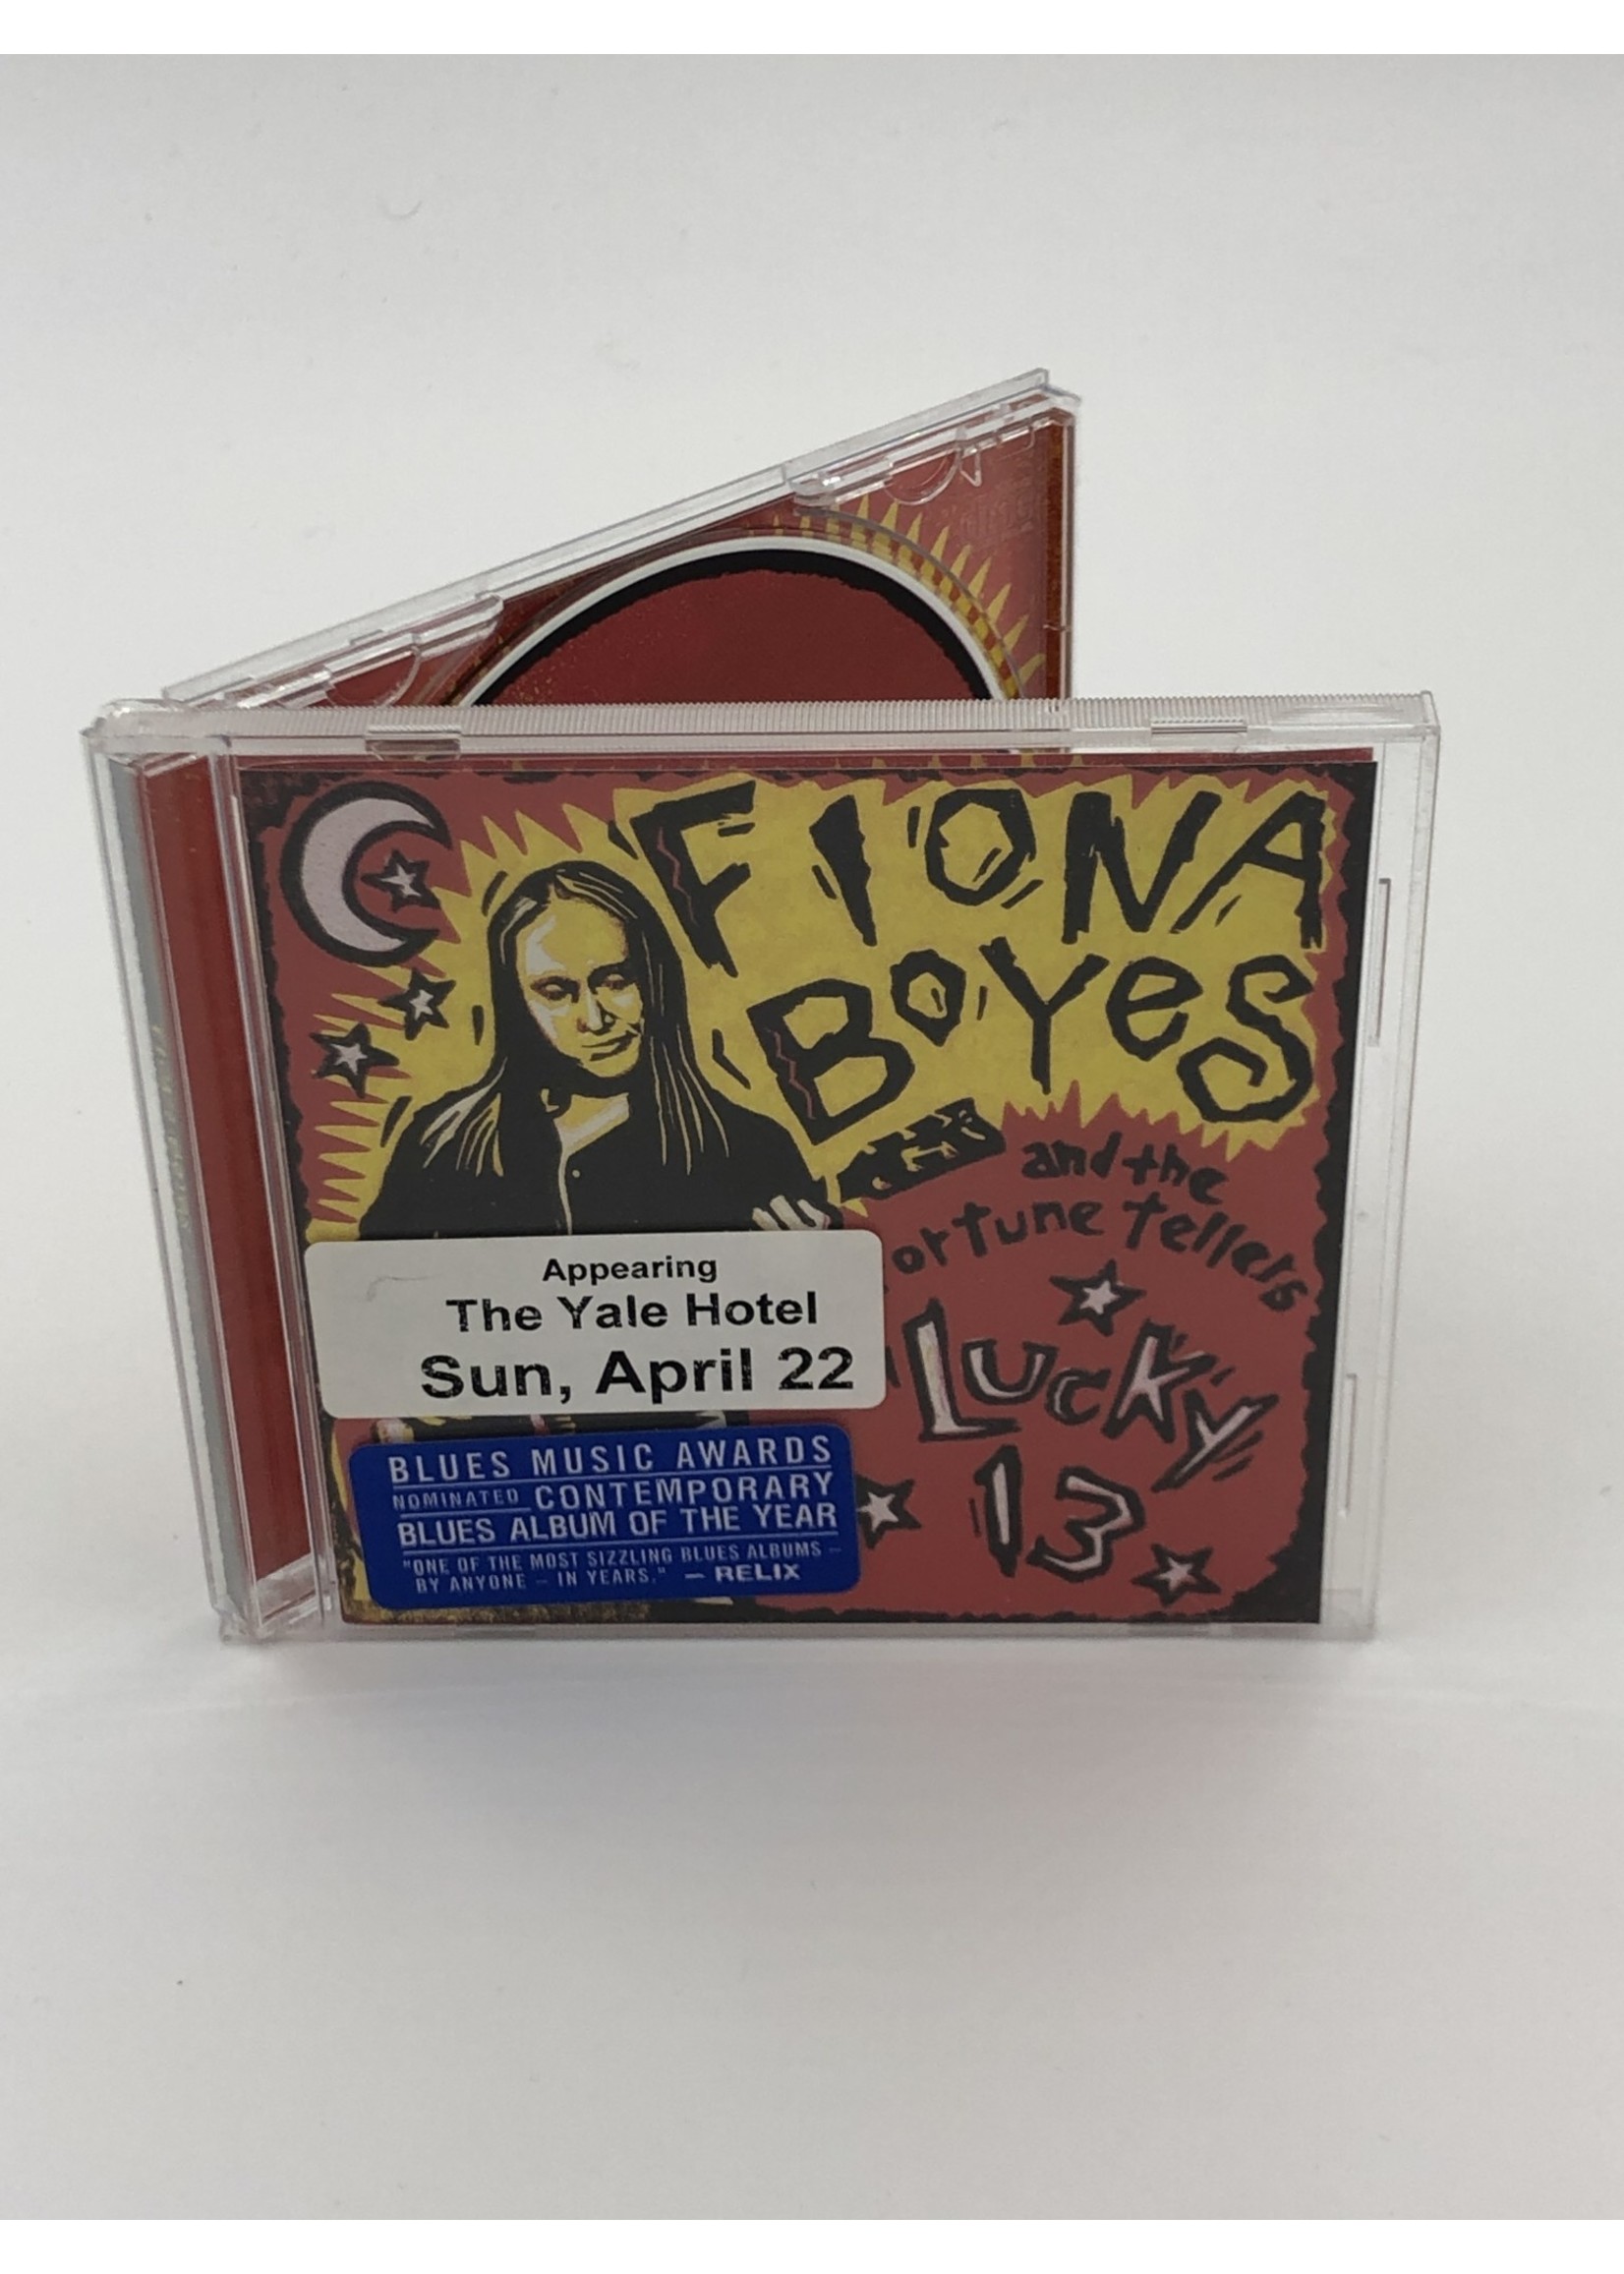 FIONA
BOYES
and the
ortune tellers
Lucky
13
Appearing
The Yale Hotel
Sun, April 22
BLUES MUSIC AWARDS
NOMINATED CONTEMPORARY
BLUES ALBUM OF THE YEAR
"ONE OF THE MOST SIZZLING BLUES ALBUMS –
BY ANYONE – IN YEARS." – RELIX